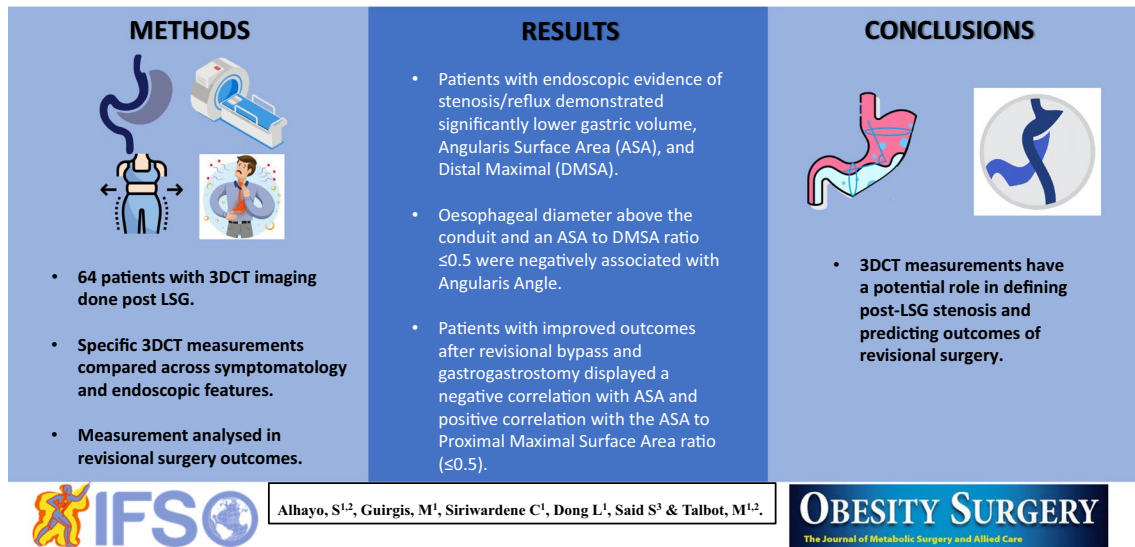 METHODS
• 64 patients with 3DCT imaging
done post LSG.
• Specific 3DCT measurements
compared across symptomatology
and endoscopic features.
• Measurement analysed in
revisional surgery outcomes.
RESULTS
• Patients with endoscopic evidence of
stenosis/reflux demonstrated
significantly lower gastric volume,
Angularis Surface Area (ASA), and
Distal Maximal (DMSA).
• Oesophageal diameter above the
conduit and an ASA to DMSA ratio
≤0.5 were negatively associated with
Angularis Angle.
• Patients with improved outcomes
after revisional bypass and
gastrogastrostomy displayed a
negative correlation with ASA and
positive correlation with the ASA to
Proximal Maximal Surface Area ratio
(≤0.5).
CONCLUSIONS
• 3DCT measurements have
a potential role in defining
post-LSG stenosis and
predicting outcomes of
revisional surgery.
IFSO
Alhayo, S¹·², Guirgis, M¹, Siriwardene C¹, Dong L¹, Said S³ & Talbot, M¹·².
OBESITY SURGERY
The Journal of Metabolic Surgery and Allied Care